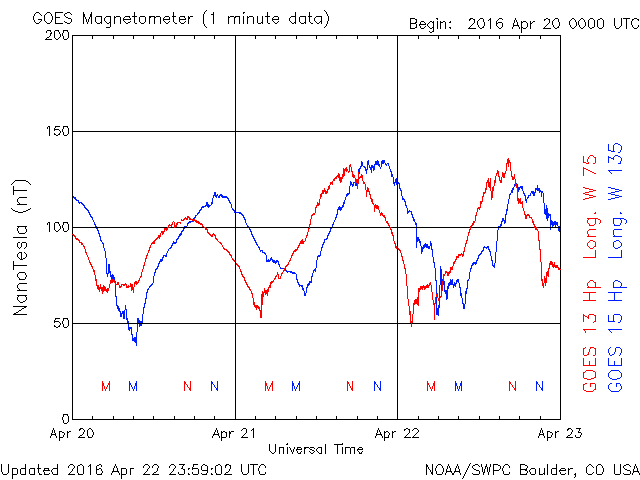 GOES Magnetometer (1 minute data)
Begin: 2016 Apr 20 0000 UTC
200
150
100
50
0
NanoTesla (nT)
M M N N M M N N M M N N
Apr 20 Apr 21 Apr 22 Apr 23
Universal Time
GOES 13 Hp Long. W 75
GOES 15 Hp Long. W 135
Updated 2016 Apr 22 23:59:02 UTC
NOAA/SWPC Boulder, CO USA